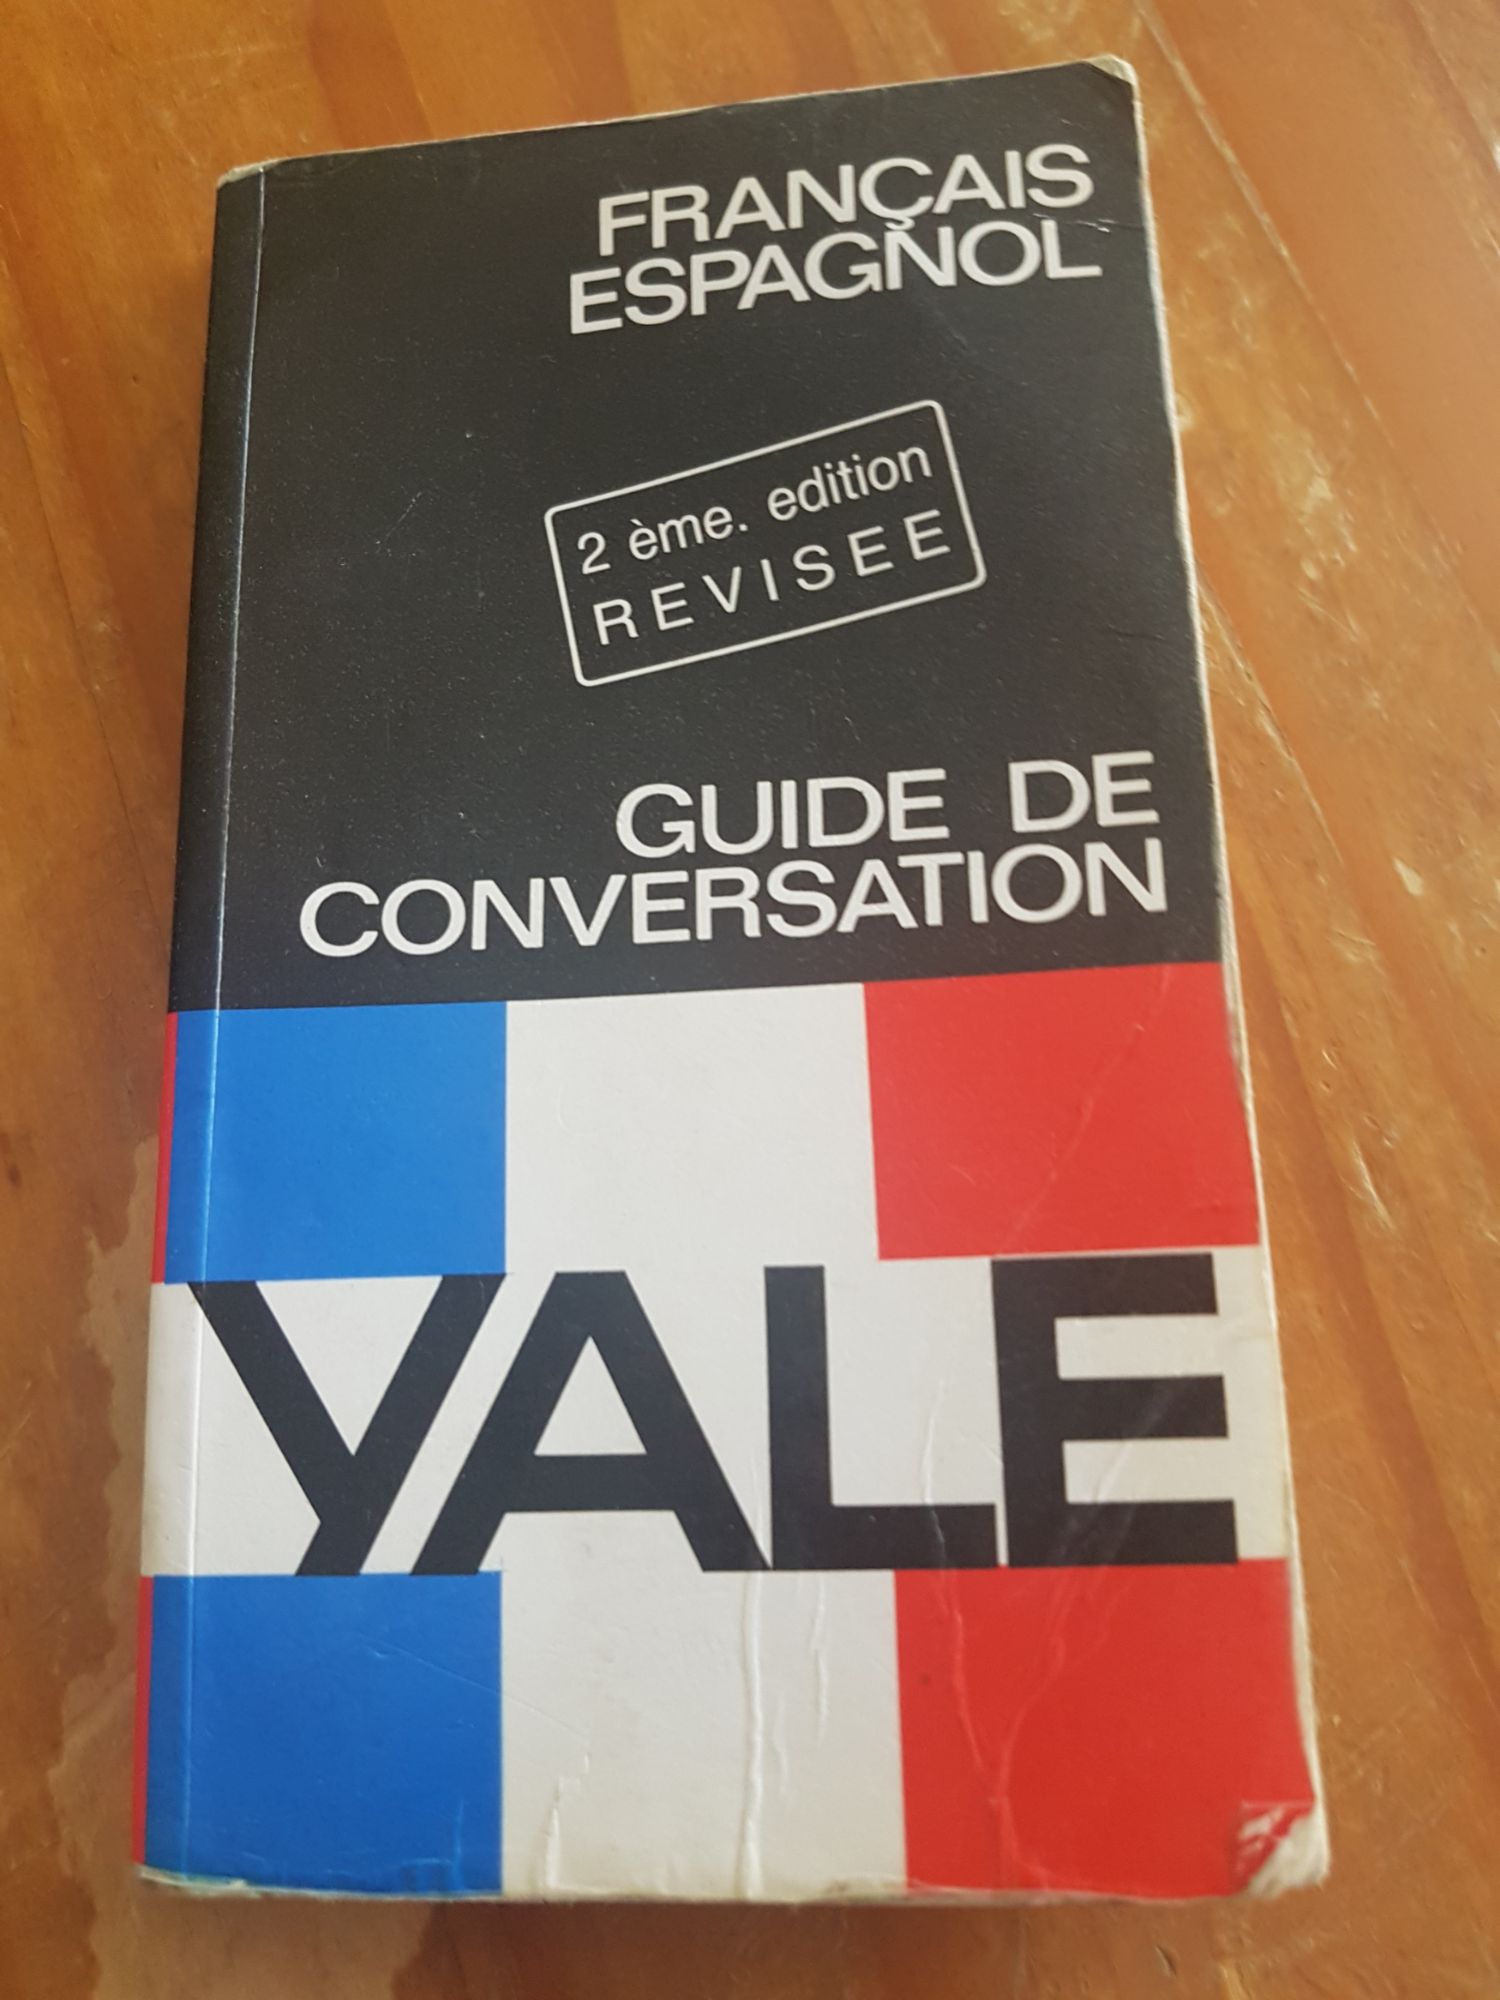 FRANÇAIS
ESPAGNOL
2 ème. edition
REVISEE
GUIDE DE
CONVERSATION
YALE